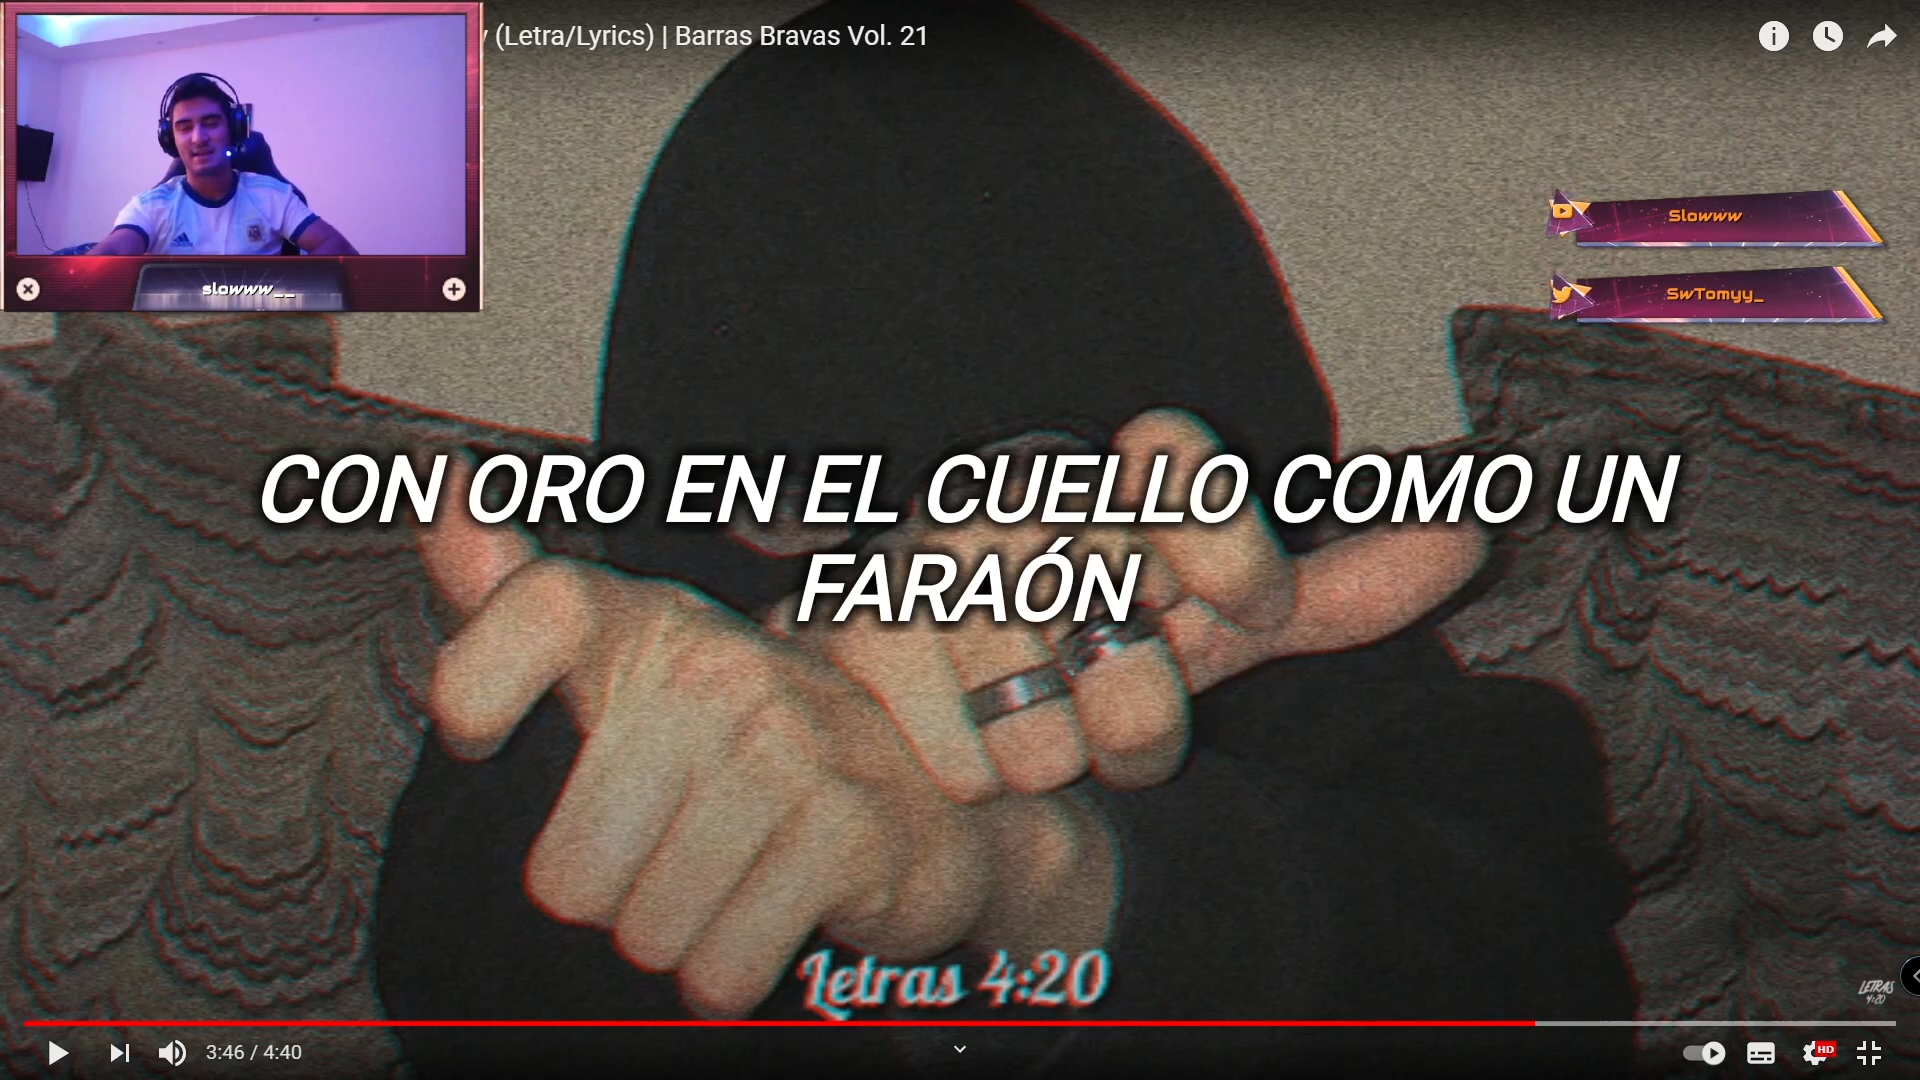 (Letra/Lyrics) | Barras Bravas Vol. 21
slowww__
Slowww
SwTomyy_
CON ORO EN EL CUELLO COMO UN
FARAÓN
Letras 4:20
LETRAS
4:20
3:46 / 4:40
HD